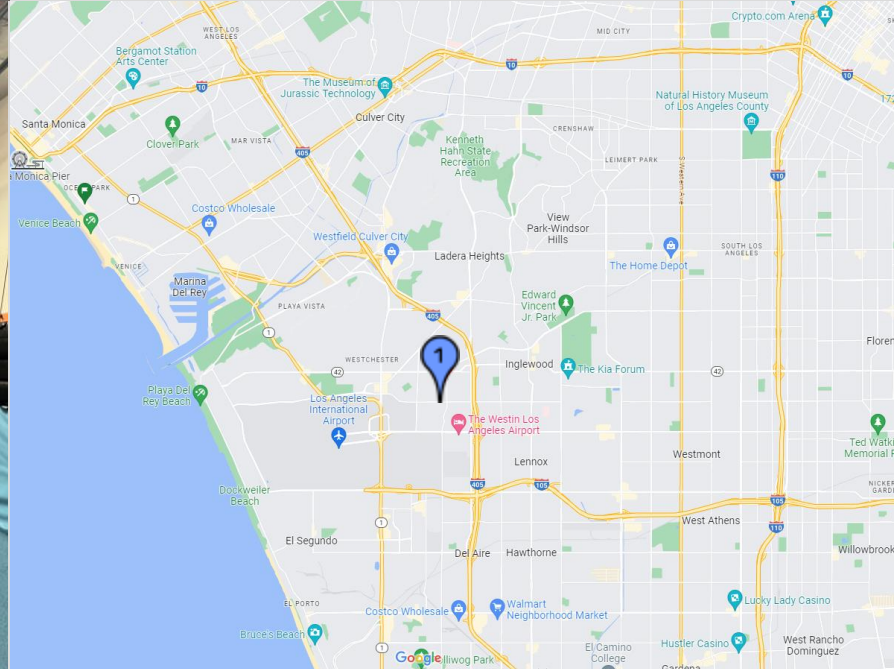 Crypto.com Arena
WEST LOS
ANGELES
MID CITY
Bergamot Station
Arts Center
10
10
10
The Museum of
Jurassic Technology
Natural History Museum
of Los Angeles County
Santa Monica
Culver City
CRENSHAW
Clover Park
MAR VISTA
405
Kenneth
Hahn State
Recreation
Area
LEIMERT PARK
S Western Ave
a Monica Pier
110
OCEAN PARK
1
Costco Wholesale
Venice Beach
View
Park-Windsor
Hills
Westfield Culver City
Ladera Heights
The Home Depot
SOUTH LOS
ANGELES
VENICE
Marina
Del Rey
PLAYA VISTA
Edward
Vincent
Jr. Park
405
1
Floren
1
WESTCHESTER
42
Inglewood
The Kia Forum
42
Playa Del
Rey Beach
Los Angeles
International
Airport
The Westin Los
Angeles Airport
Ted Watki
Memorial P
Lennox
Westmont
405
105
Dockweiler
Beach
105
110
1
West Athens
El Segundo
Del Aire
Hawthorne
Willowbrook
EL PORTO
Costco Wholesale
Walmart
Neighborhood Market
Lucky Lady Casino
Bruce's Beach
1
Google
lliwog Park
El Camino
College
Hustler Casino
West Rancho
Dominguez
Gardena